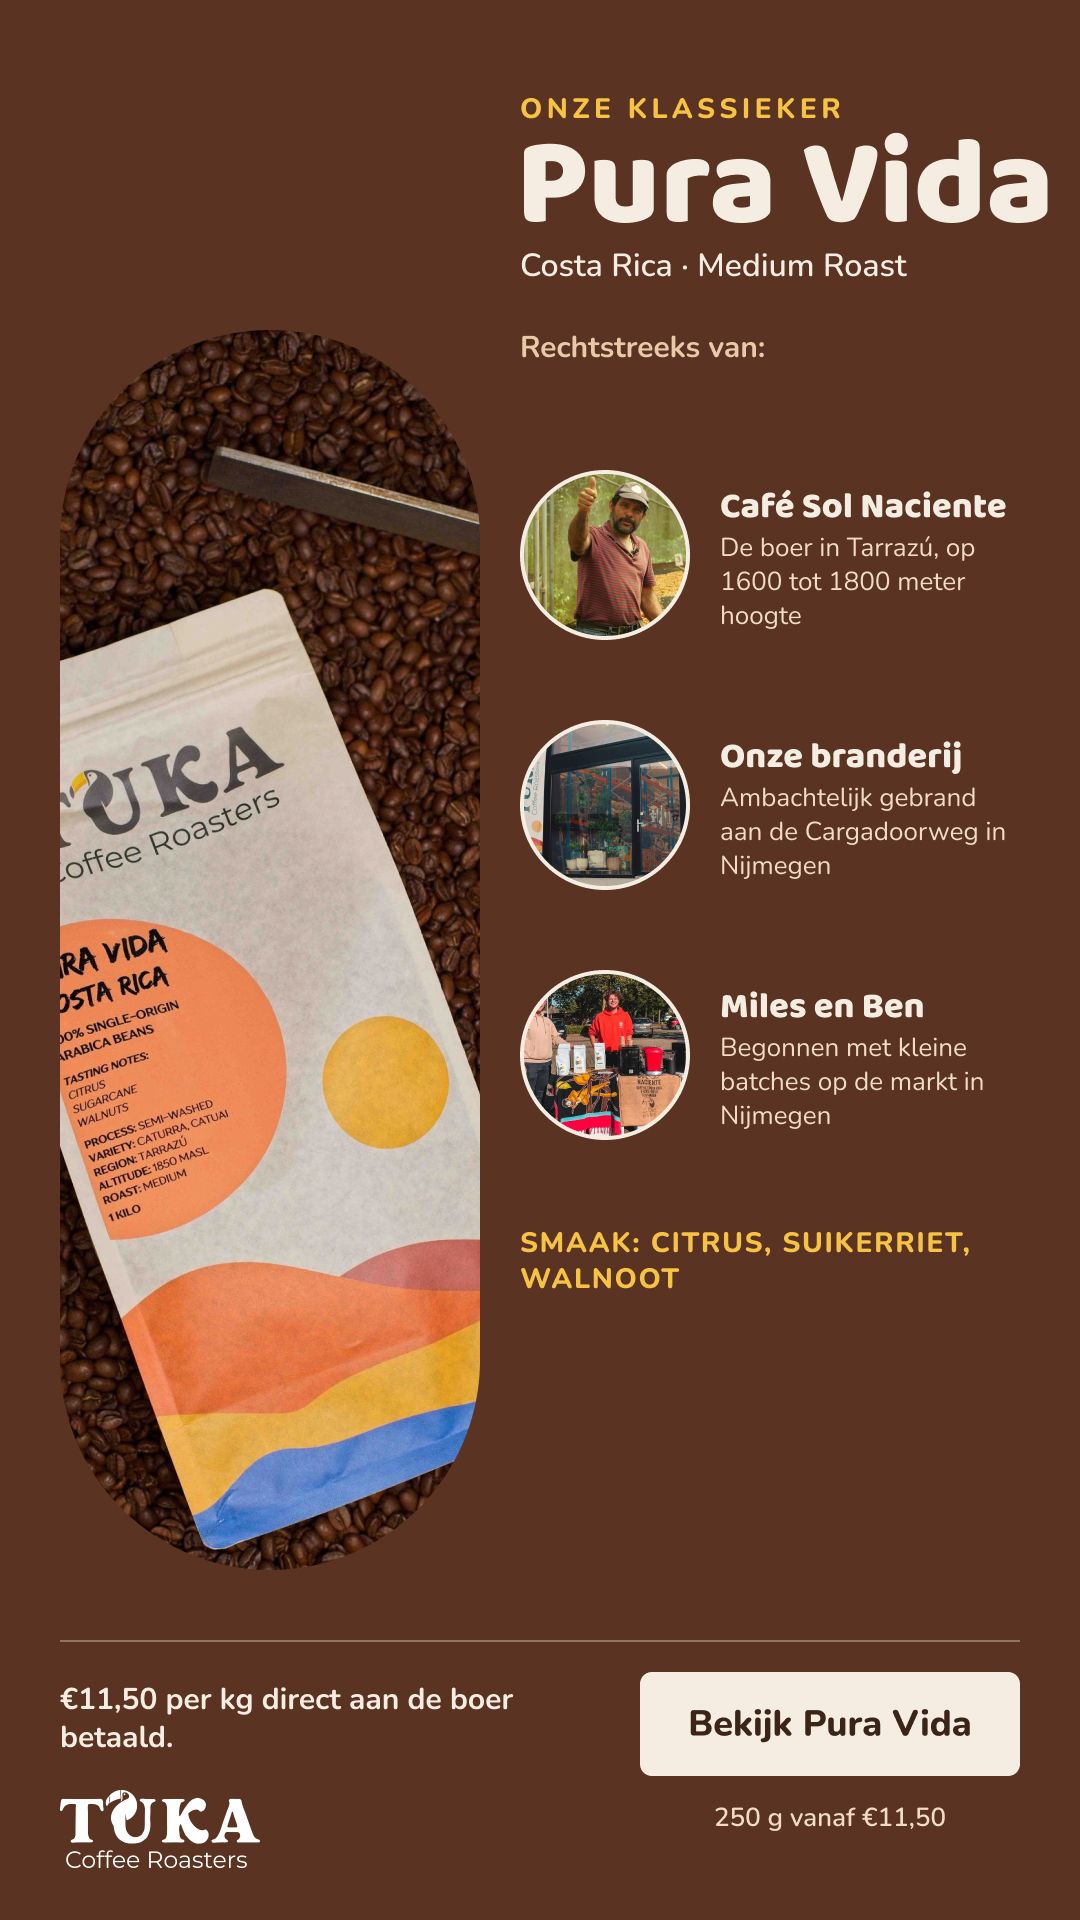 ONZE KLASSIEKER
Pura Vida
Costa Rica · Medium Roast
Rechtstreeks van:
Café Sol Naciente
De boer in Tarrazú, op
1600 tot 1800 meter
hoogte
Onze branderij
Ambachtelijk gebrand
aan de Cargadoorweg in
Nijmegen
Miles en Ben
Begonnen met kleine
batches op de markt in
Nijmegen
SMAAK: CITRUS, SUIKERRIET,
WALNOOT
TUKA
Coffee Roasters
RA VIDA
OSTA RICA
00% SINGLE-ORIGIN
ARABICA BEANS
TASTING NOTES:
CITRUS
SUGARCANE
WALNUTS
PROCESS: SEMI-WASHED
VARIETY: CATURRA, CATUAI
REGION: TARRAZÚ
ALTITUDE: 1850 MASL
ROAST: MEDIUM
1 KILO
€11,50 per kg direct aan de boer
betaald.
Bekijk Pura Vida
250 g vanaf €11,50
TUKA
Coffee Roasters